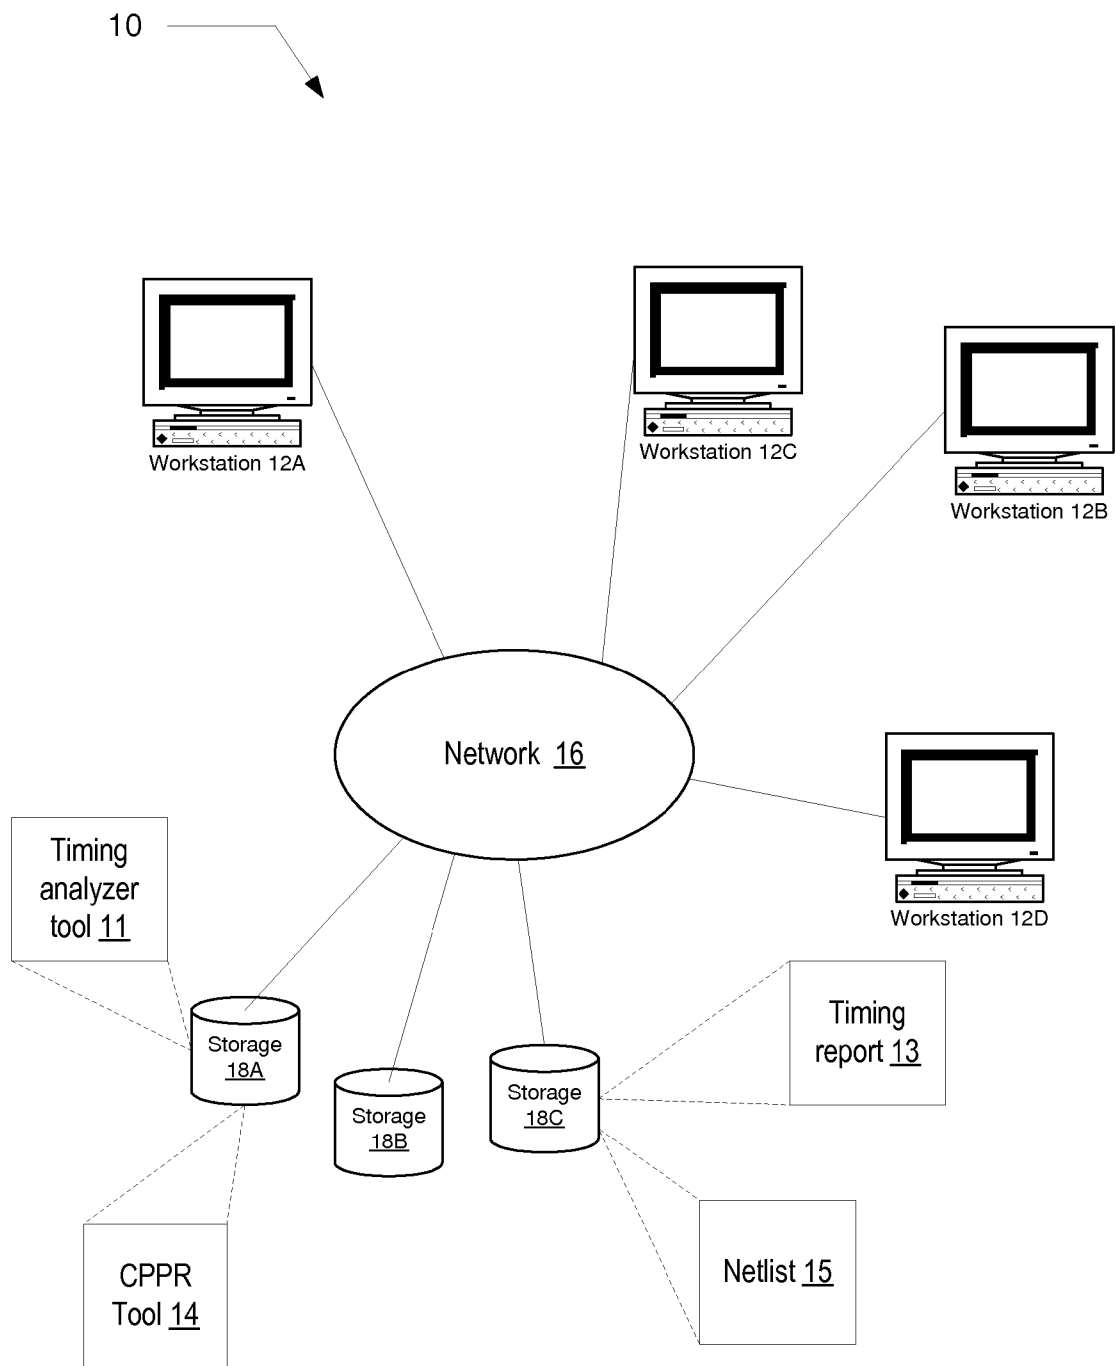 10
Workstation 12A
Workstation 12C
Workstation 12B
Network 16
Workstation 12D
Timing
analyzer
tool 11
Storage
18A
Storage
18B
Storage
18C
Timing
report 13
CPPR
Tool 14
Netlist 15